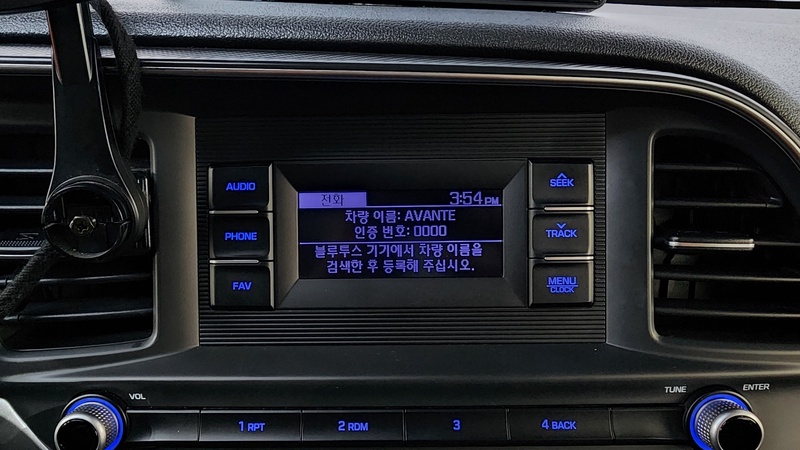 AUDIO
PHONE
FAV
전화 3:54 PM
차량 이름: AVANTE
인증 번호: 0000
블루투스 기기에서 차량 이름을
검색한 후 등록해 주십시오.
SEEK
TRACK
MENU
CLOCK
VOL
1 RPT
2 RDM
3
4 BACK
TUNE
ENTER